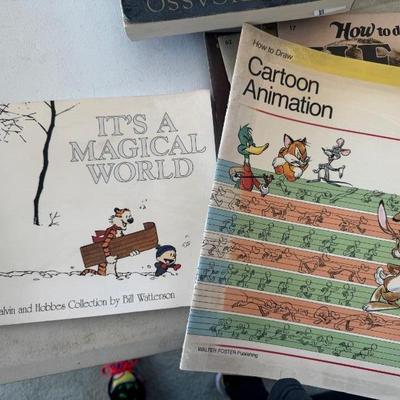 IT'S A
MAGICAL
WORLD
alvin and Hobbes Collection by Bill Watterson
How to Draw
Cartoon
Animation
WALTER FOSTER Publishing
17
How to d